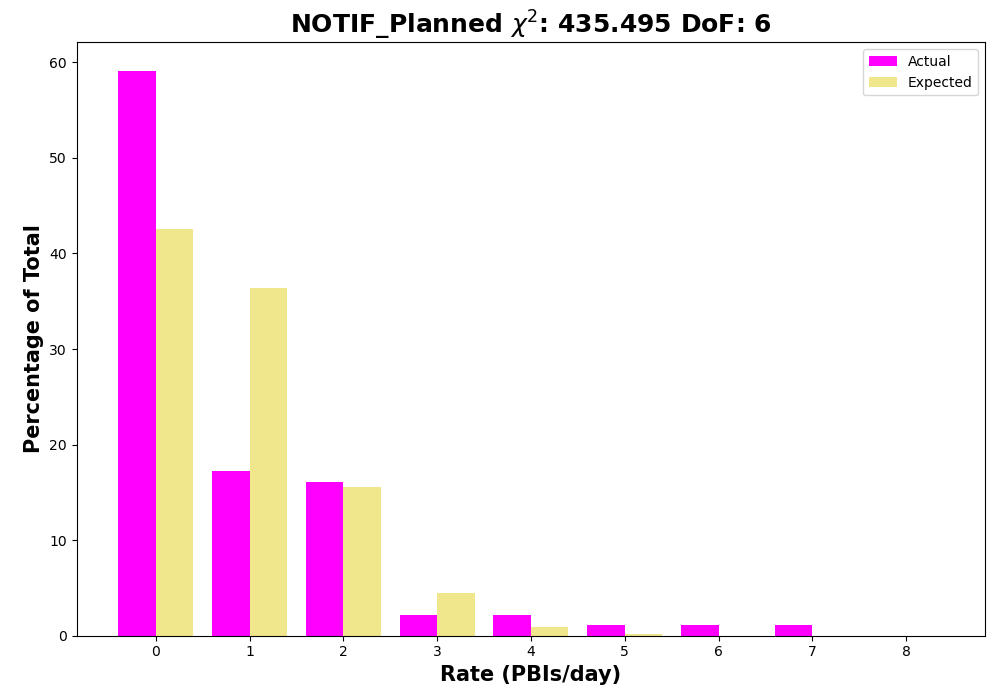 NOTIF_Planned χ²: 435.495 DoF: 6
Actual
Expected
Percentage of Total
60
50
40
30
20
10
0
0 1 2 3 4 5 6 7 8
Rate (PBIs/day)